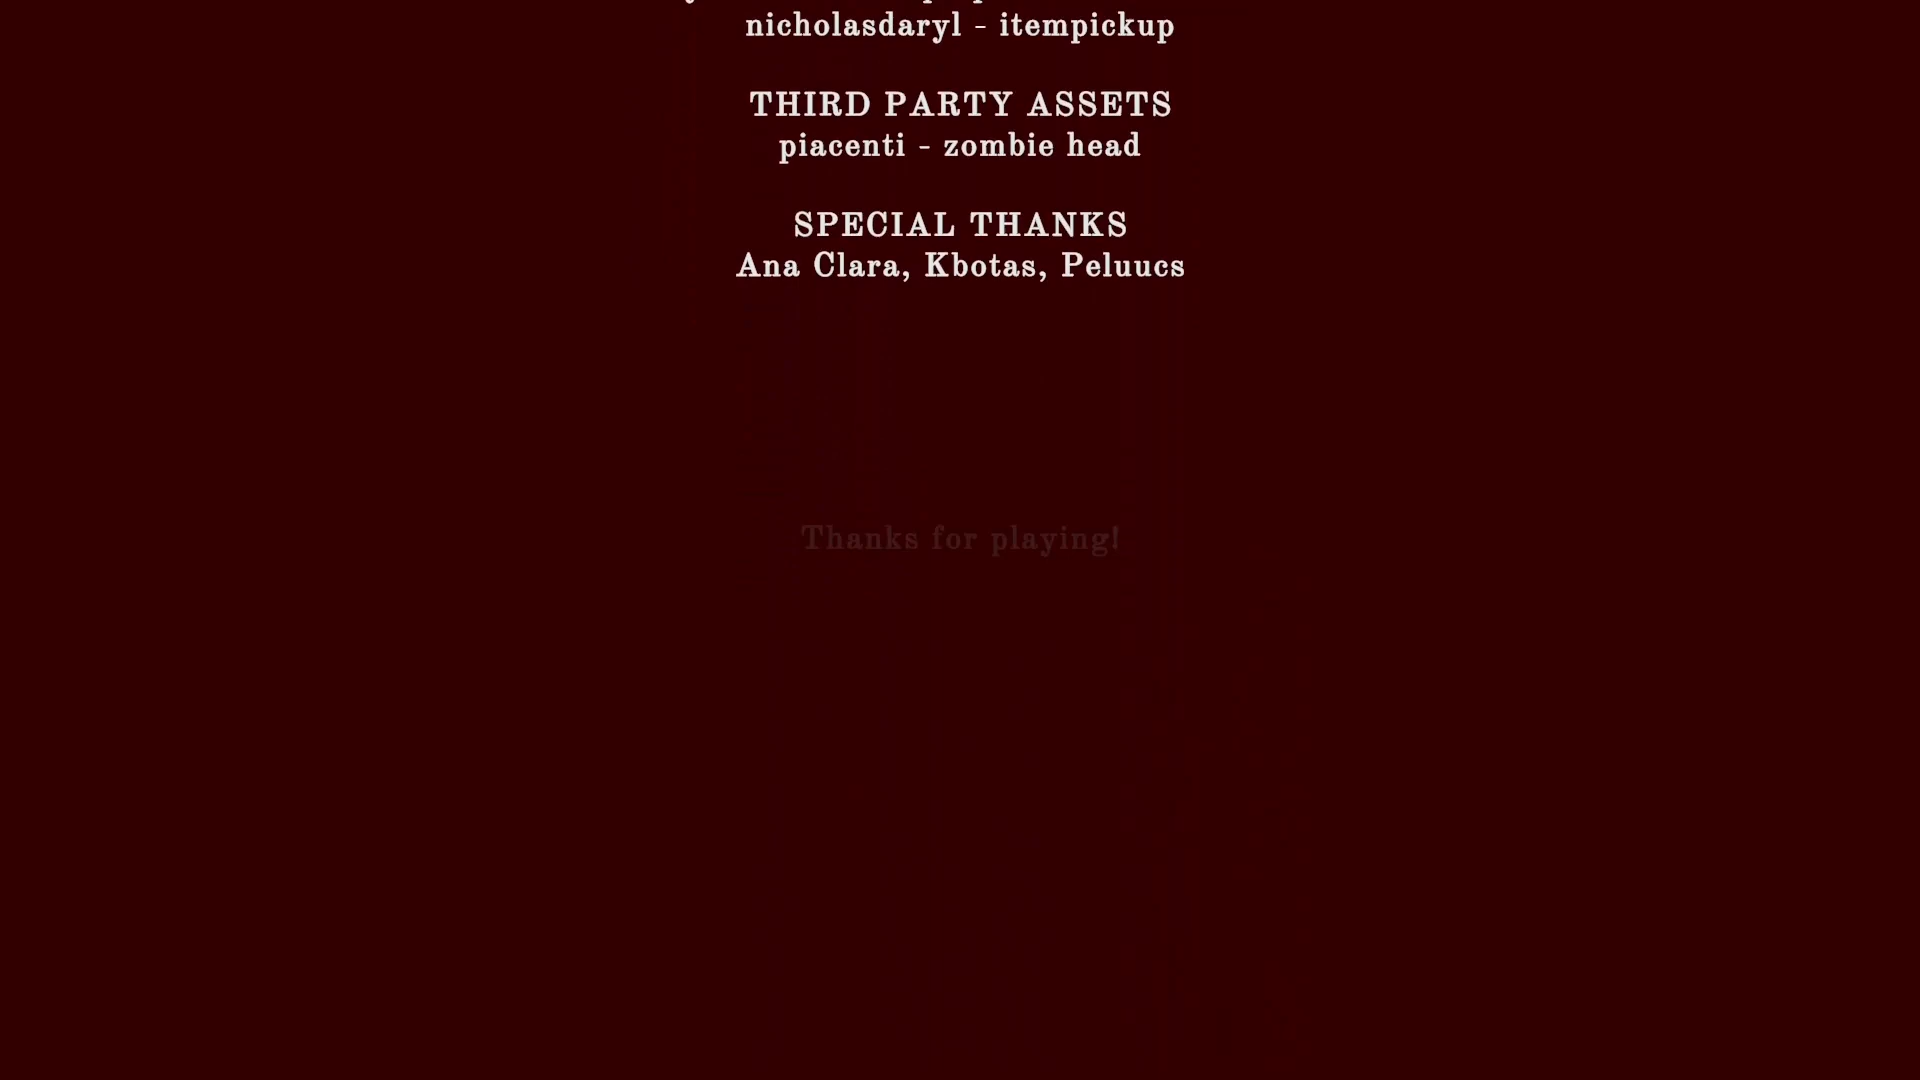 nicholasdaryl - itempickup
THIRD PARTY ASSETS
piacenti - zombie head
SPECIAL THANKS
Ana Clara, Kbotas, Peluucs
Thanks for playing!